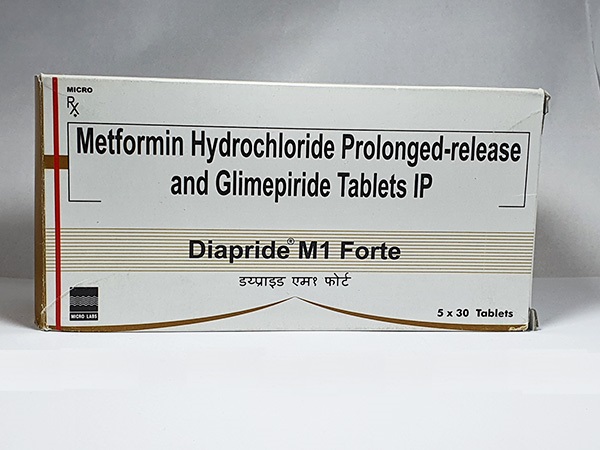 MICRO
Rx
Metformin Hydrochloride Prolonged-release
and Glimepiride Tablets IP
Diapride® M1 Forte
डय्प्राइड एम१ फोर्ट
MICRO LABS
5 x 30 Tablets